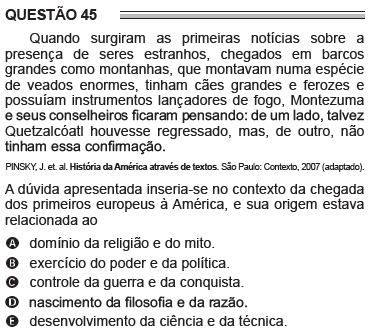 QUESTÃO 45
Quando surgiram as primeiras notícias sobre a
presença de seres estranhos, chegados em barcos
grandes como montanhas, que montavam numa espécie
de veados enormes, tinham cães grandes e ferozes e
possuíam instrumentos lançadores de fogo, Montezuma
e seus conselheiros ficaram pensando: de um lado, talvez
Quetzalcóatl houvesse regressado, mas, de outro, não
tinham essa confirmação.
PINSKY, J. et. al. História da América através de textos. São Paulo: Contexto, 2007 (adaptado).
A dúvida apresentada inseria-se no contexto da chegada
dos primeiros europeus à América, e sua origem estava
relacionada ao
A domínio da religião e do mito.
B exercício do poder e da política.
C controle da guerra e da conquista.
D nascimento da filosofia e da razão.
E desenvolvimento da ciência e da técnica.